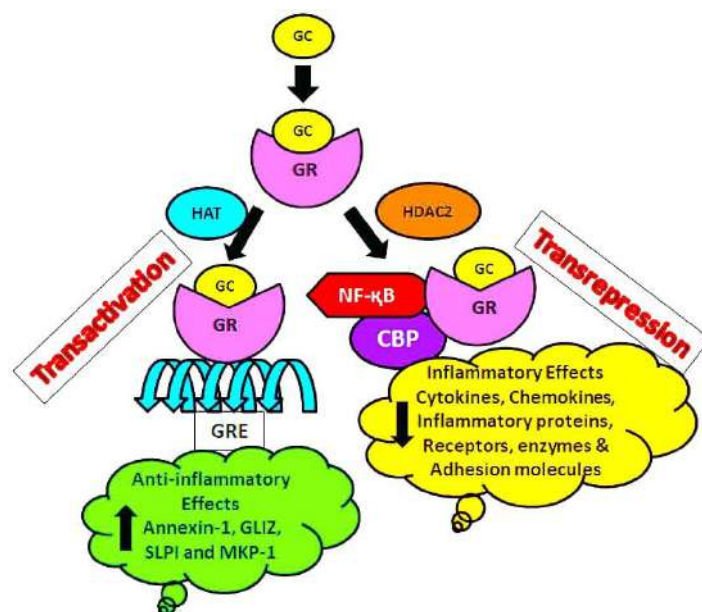 GC
GC
GR
HAT
HDAC2
Transactivation
Transrepression
GC
GR
GC
GR
NF-κB
CBP
GRE
Inflammatory Effects
Cytokines, Chemokines,
Inflammatory proteins,
Receptors, enzymes &
Adhesion molecules
Anti-inflammatory
Effects
Annexin-1, GLIZ,
SLPI and MKP-1